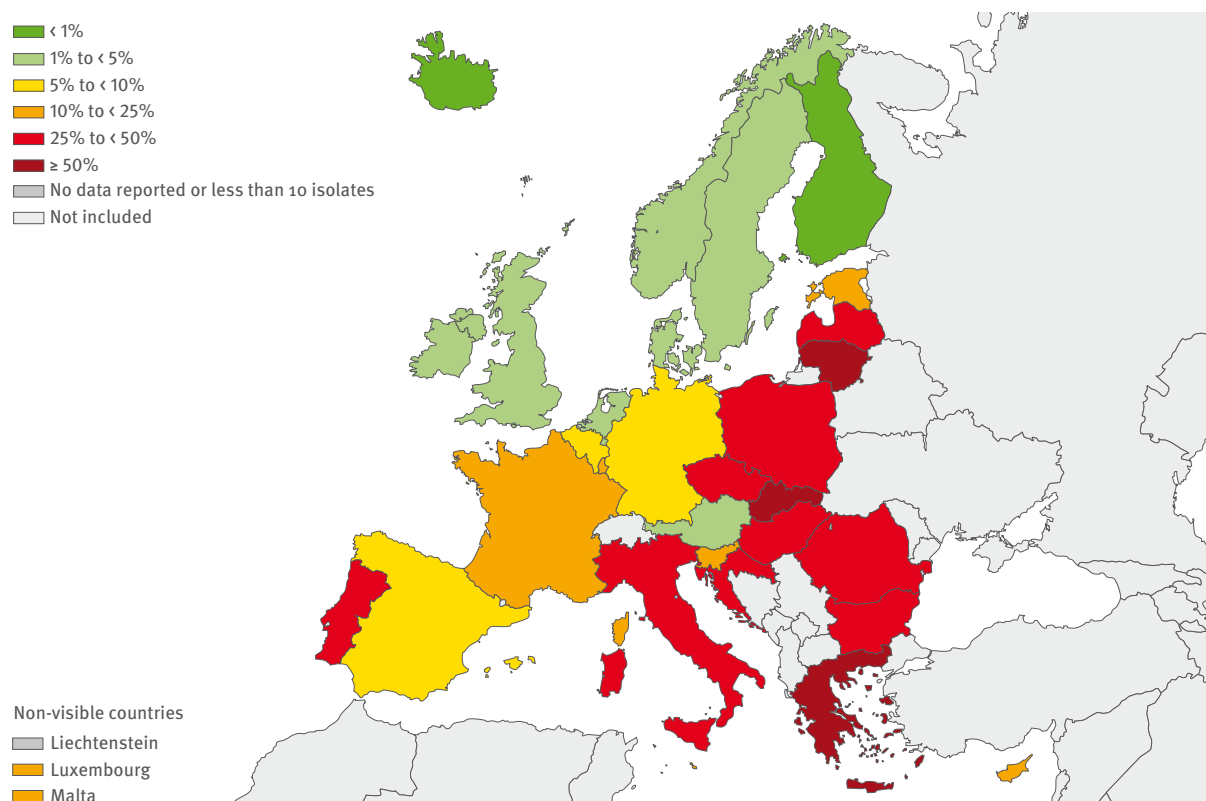 < 1%
1% to < 5%
5% to < 10%
10% to < 25%
25% to < 50%
≥ 50%
No data reported or less than 10 isolates
Not included
Non-visible countries
Liechtenstein
Luxembourg
Malta